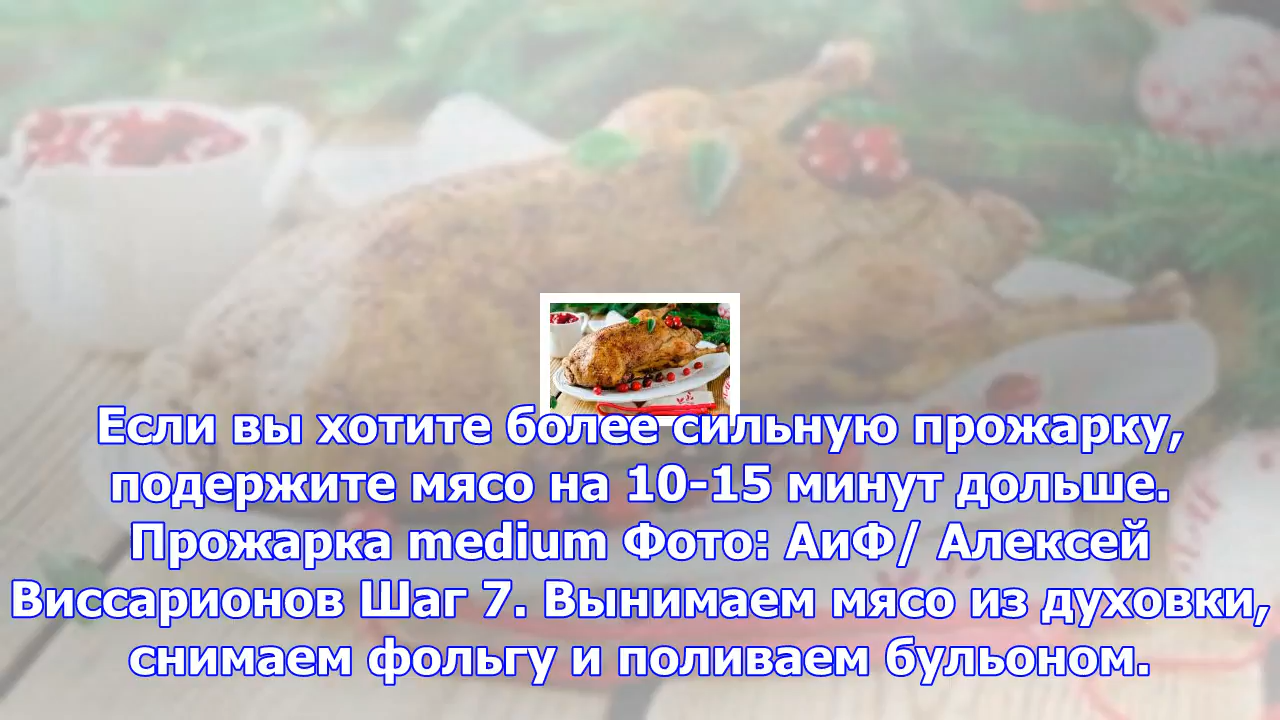 Если вы хотите более сильную прожарку,
подержите мясо на 10-15 минут дольше.
Прожарка medium Фото: АиФ/ Алексей
Виссарионов Шаг 7. Вынимаем мясо из духовки,
снимаем фольгу и поливаем бульоном.